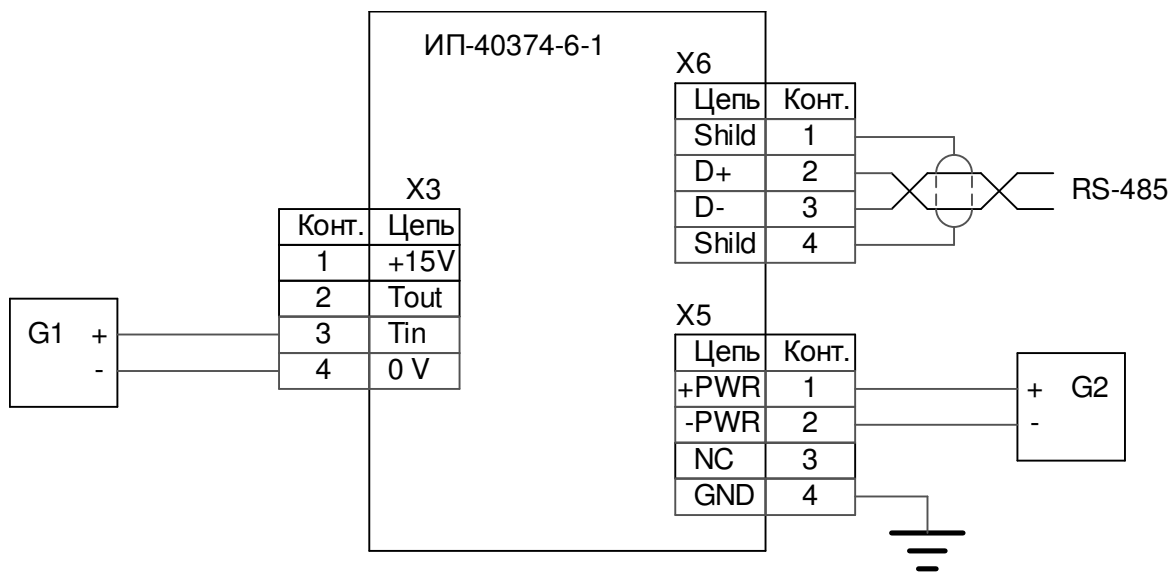 ИП-40374-6-1
X6
Цепь Конт.
Shild 1
D+ 2
D- 3
Shild 4
RS-485
X3
Конт. Цепь
1 +15V
2 Tout
3 Tin
4 0 V
G1 +
-
X5
Цепь Конт.
+PWR 1
-PWR 2
NC 3
GND 4
+ G2
-